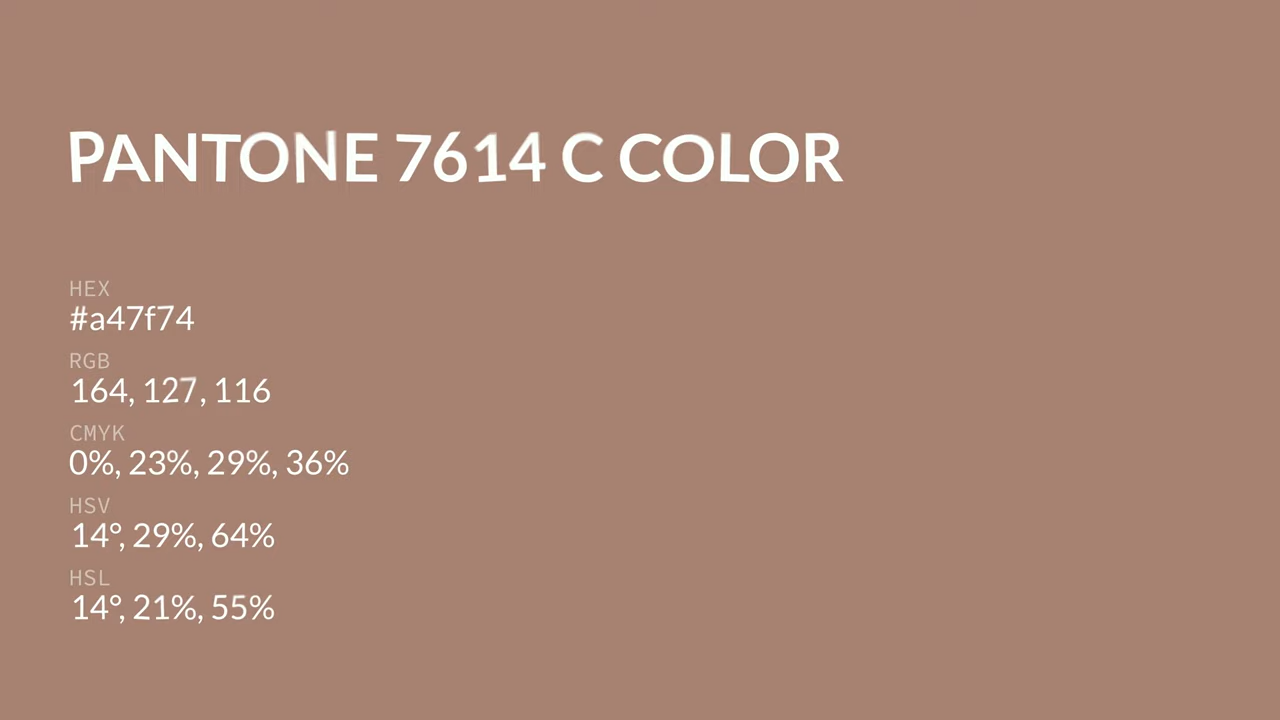 PANTONE 7614 C COLOR
HEX
#a47f74
RGB
164, 127, 116
CMYK
0%, 23%, 29%, 36%
HSV
14°, 29%, 64%
HSL
14°, 21%, 55%